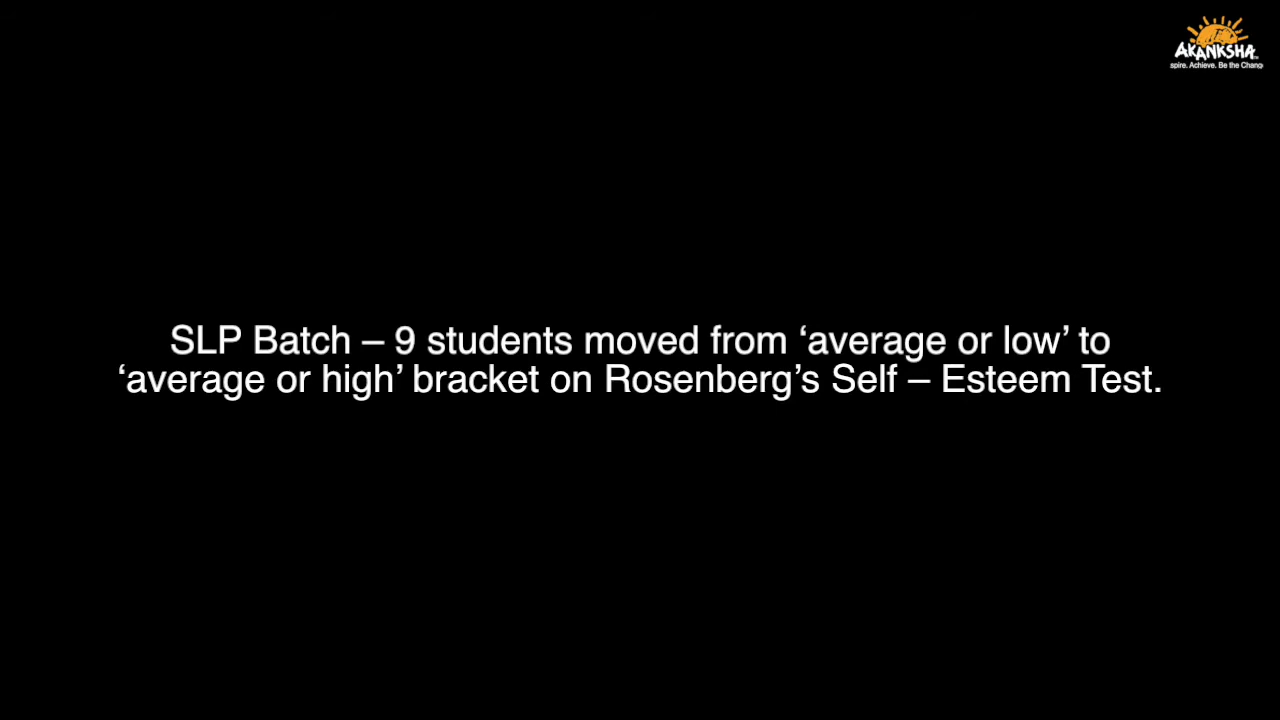 AKANKSHA
spire. Achieve. Be the Chang
SLP Batch – 9 students moved from ‘average or low’ to
‘average or high’ bracket on Rosenberg’s Self – Esteem Test.